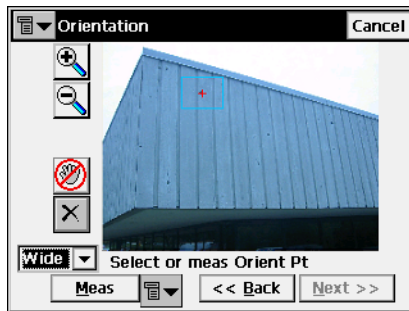 Orientation Cancel
Wide
Select or meas Orient Pt
Meas << Back Next >>